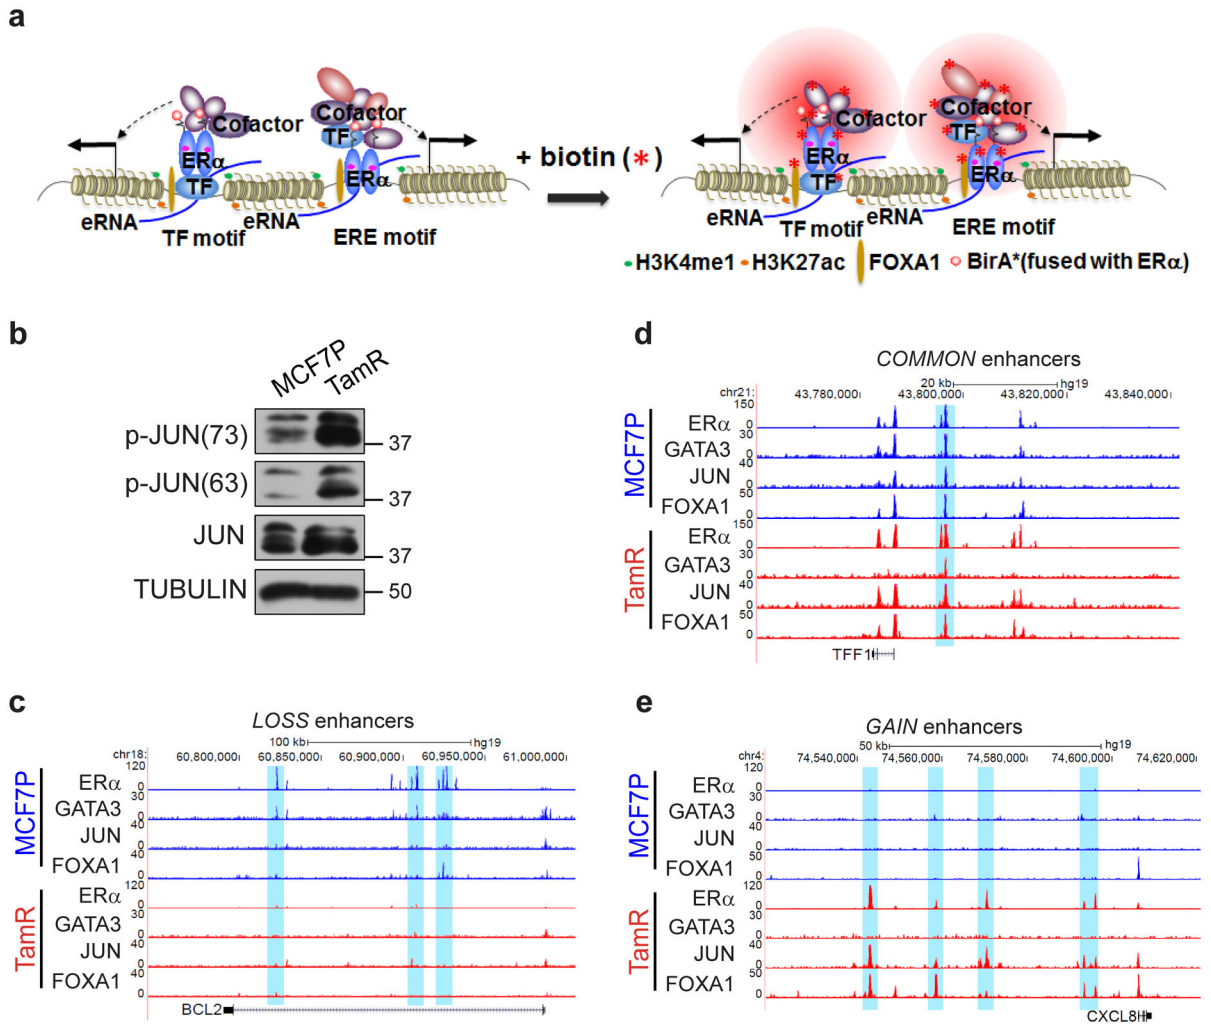 a
Cofactor
Cofactor
TF
ERα
ERα
TF
eRNA
eRNA
TF motif
ERE motif
+ biotin (*)
Cofactor
Cofactor
TF
ERα
ERα
TF
eRNA
eRNA
TF motif
ERE motif
H3K4me1 H3K27ac FOXA1 BirA*(fused with ERα)
b
MCF7P TamR
p-JUN(73) 37
p-JUN(63) 37
JUN 37
TUBULIN 50
d
COMMON enhancers
20 kb hg19
chr21: 43,780,000 43,800,000 43,820,000 43,840,000
MCF7P
150
ERα 0
30
GATA3 0
40
JUN 0
50
FOXA1 0
TamR
150
ERα 0
30
GATA3 0
40
JUN 0
50
FOXA1 0
TFF1
c
LOSS enhancers
100 kb hg19
chr18: 60,800,000 60,850,000 60,900,000 60,950,000 61,000,000
MCF7P
120
ERα 0
30
GATA3 0
40
JUN 0
40
FOXA1 0
TamR
120
ERα 0
30
GATA3 0
40
JUN 0
40
FOXA1 0
BCL2
e
GAIN enhancers
50 kb hg19
chr4: 74,540,000 74,560,000 74,580,000 74,600,000 74,620,000
MCF7P
120
ERα 0
30
GATA3 0
40
JUN 0
50
FOXA1 0
TamR
120
ERα 0
30
GATA3 0
40
JUN 0
50
FOXA1 0
CXCL8